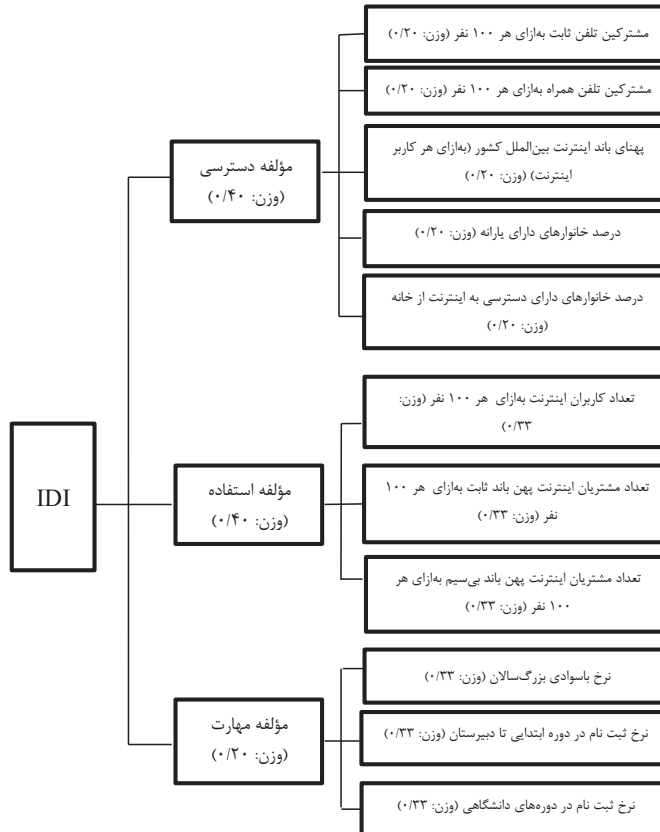 مشترکین تلفن ثابت به‌ازای هر ۱۰۰ نفر (وزن: ۰/۲۰)
مشترکین تلفن همراه به‌ازای هر ۱۰۰ نفر (وزن: ۰/۲۰)
پهنای باند اینترنت بین‌الملل کشور (به‌ازای هر کاربر
اینترنت) (وزن: ۰/۲۰)
درصد خانوارهای دارای یارانه (وزن: ۰/۲۰)
درصد خانوارهای دارای دسترسی به اینترنت از خانه
(وزن: ۰/۲۰)
مؤلفه دسترسی
(وزن: ۰/۴۰)
تعداد کاربران اینترنت به‌ازای هر ۱۰۰ نفر (وزن:
۰/۳۳)
تعداد مشتریان اینترنت پهن باند ثابت به‌ازای هر ۱۰۰
نفر (وزن: ۰/۳۳)
تعداد مشتریان اینترنت پهن باند بی‌سیم به‌ازای هر
۱۰۰ نفر (وزن: ۰/۳۳)
مؤلفه استفاده
(وزن: ۰/۴۰)
IDI
نرخ باسوادی بزرگ‌سالان (وزن: ۰/۳۳)
نرخ ثبت نام در دوره ابتدایی تا دبیرستان (وزن: ۰/۳۳)
نرخ ثبت نام در دوره‌های دانشگاهی (وزن: ۰/۳۳)
مؤلفه مهارت
(وزن: ۰/۲۰)